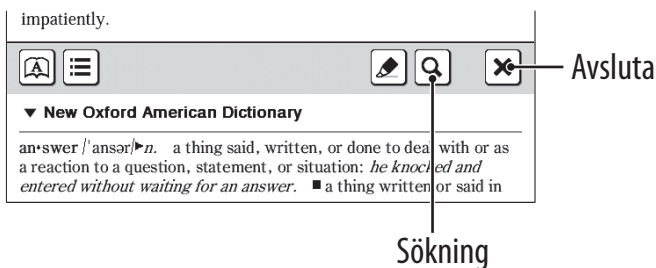 impatiently.
Avsluta
▼ New Oxford American Dictionary
an•swer /ˈansər/▶n. a thing said, written, or done to deal with or as
a reaction to a question, statement, or situation: he knocked and
entered without waiting for an answer. ■ a thing written or said in
Sökning